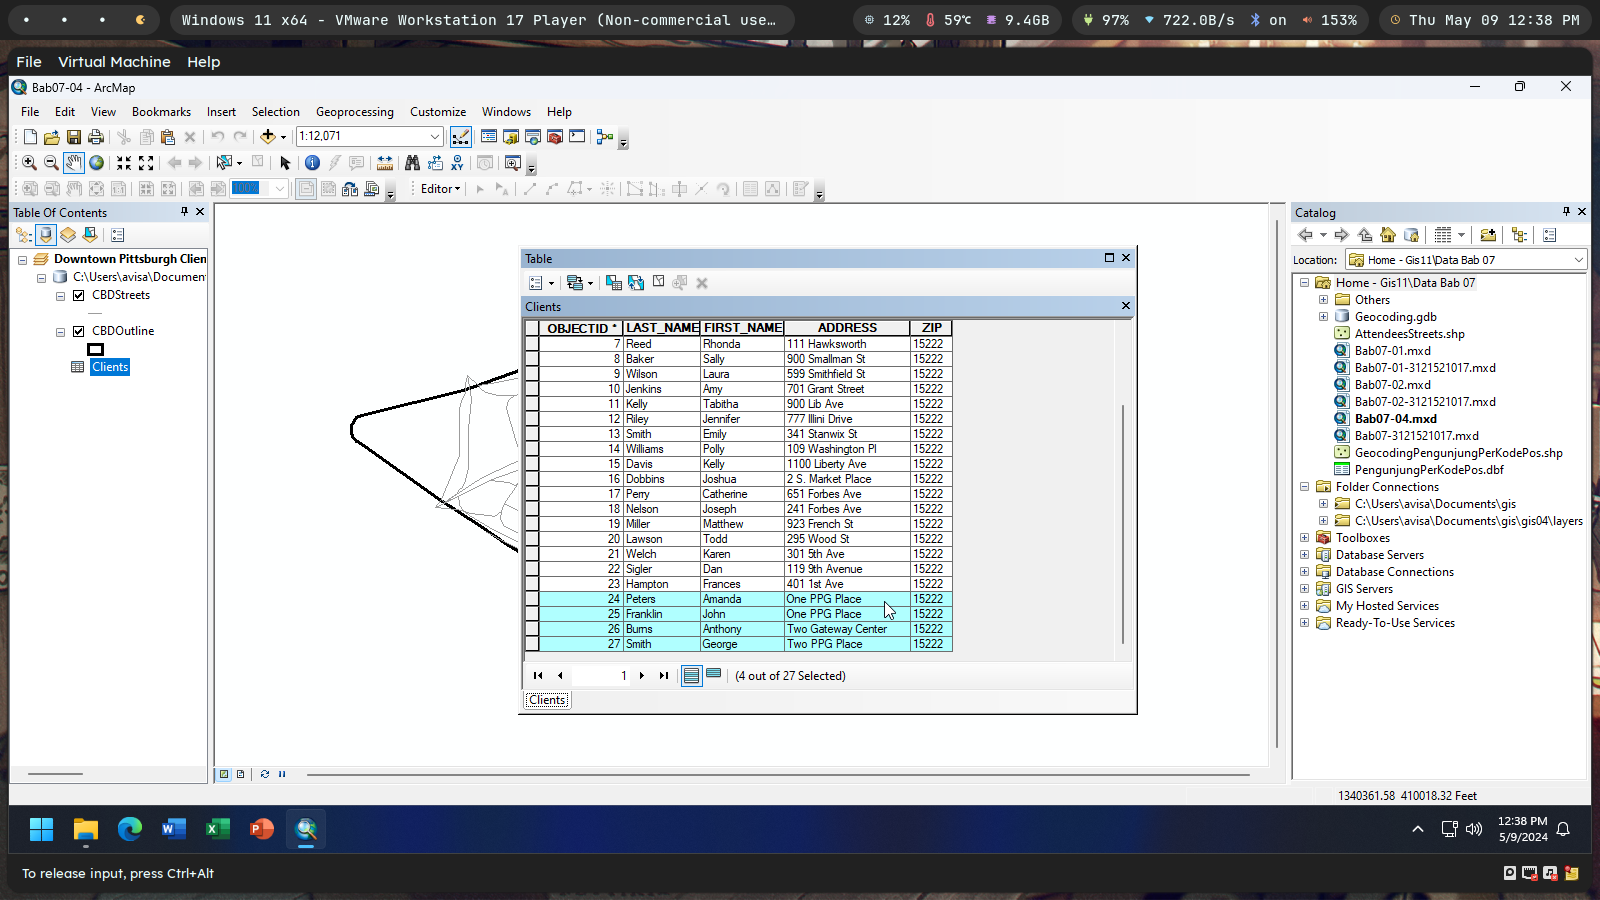 Windows 11 x64 - VMware Workstation 17 Player (Non-commercial use…
12% 59℃ 9.4GB
97% 722.0B/s on 153%
Thu May 09 12:38 PM
File Virtual Machine Help
Bab07-04 - ArcMap
File Edit View Bookmarks Insert Selection Geoprocessing Customize Windows Help
1:12,071
100%
Editor
Table Of Contents
Downtown Pittsburgh Clien
C:\Users\avisa\Documen
CBDStreets
CBDOutline
Clients
Table
Clients
OBJECTID * LAST_NAME FIRST_NAME ADDRESS ZIP
7 Reed Rhonda 111 Hawksworth 15222
8 Baker Sally 900 Smallman St 15222
9 Wilson Laura 599 Smithfield St 15222
10 Jenkins Amy 701 Grant Street 15222
11 Kelly Tabitha 900 Lib Ave 15222
12 Riley Jennifer 777 Illini Drive 15222
13 Smith Emily 341 Stanwix St 15222
14 Williams Polly 109 Washington Pl 15222
15 Davis Kelly 1100 Liberty Ave 15222
16 Dobbins Joshua 2 S. Market Place 15222
17 Perry Catherine 651 Forbes Ave 15222
18 Nelson Joseph 241 Forbes Ave 15222
19 Miller Matthew 923 French St 15222
20 Lawson Todd 295 Wood St 15222
21 Welch Karen 301 5th Ave 15222
22 Sigler Dan 119 9th Avenue 15222
23 Hampton Frances 401 1st Ave 15222
24 Peters Amanda One PPG Place 15222
25 Franklin John One PPG Place 15222
26 Burns Anthony Two Gateway Center 15222
27 Smith George Two PPG Place 15222
1
(4 out of 27 Selected)
Clients
Catalog
Location: Home - Gis11\Data Bab 07
Home - Gis11\Data Bab 07
Others
Geocoding.gdb
AttendeesStreets.shp
Bab07-01.mxd
Bab07-01-3121521017.mxd
Bab07-02.mxd
Bab07-02-3121521017.mxd
Bab07-04.mxd
Bab07-3121521017.mxd
GeocodingPengunjungPerKodePos.shp
PengunjungPerKodePos.dbf
Folder Connections
C:\Users\avisa\Documents\gis
C:\Users\avisa\Documents\gis\gis04\layers
Toolboxes
Database Servers
Database Connections
GIS Servers
My Hosted Services
Ready-To-Use Services
1340361.58 410018.32 Feet
12:38 PM
5/9/2024
To release input, press Ctrl+Alt